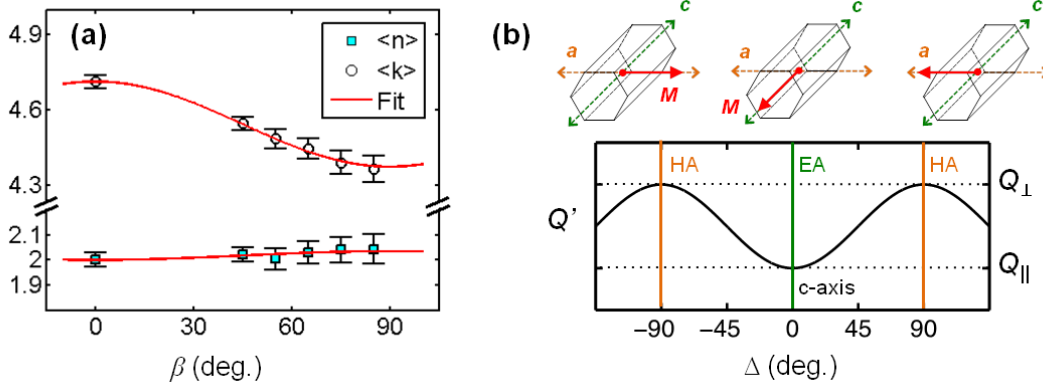 (a)
<n>
<k>
Fit
4.9
4.6
4.3
2.1
2
1.9
0
30
60
90
β (deg.)
(b)
c
a
M
c
a
M
c
a
M
HA
EA
HA
Q'
Q⊥
Q||
c-axis
−90
−45
0
45
90
Δ (deg.)